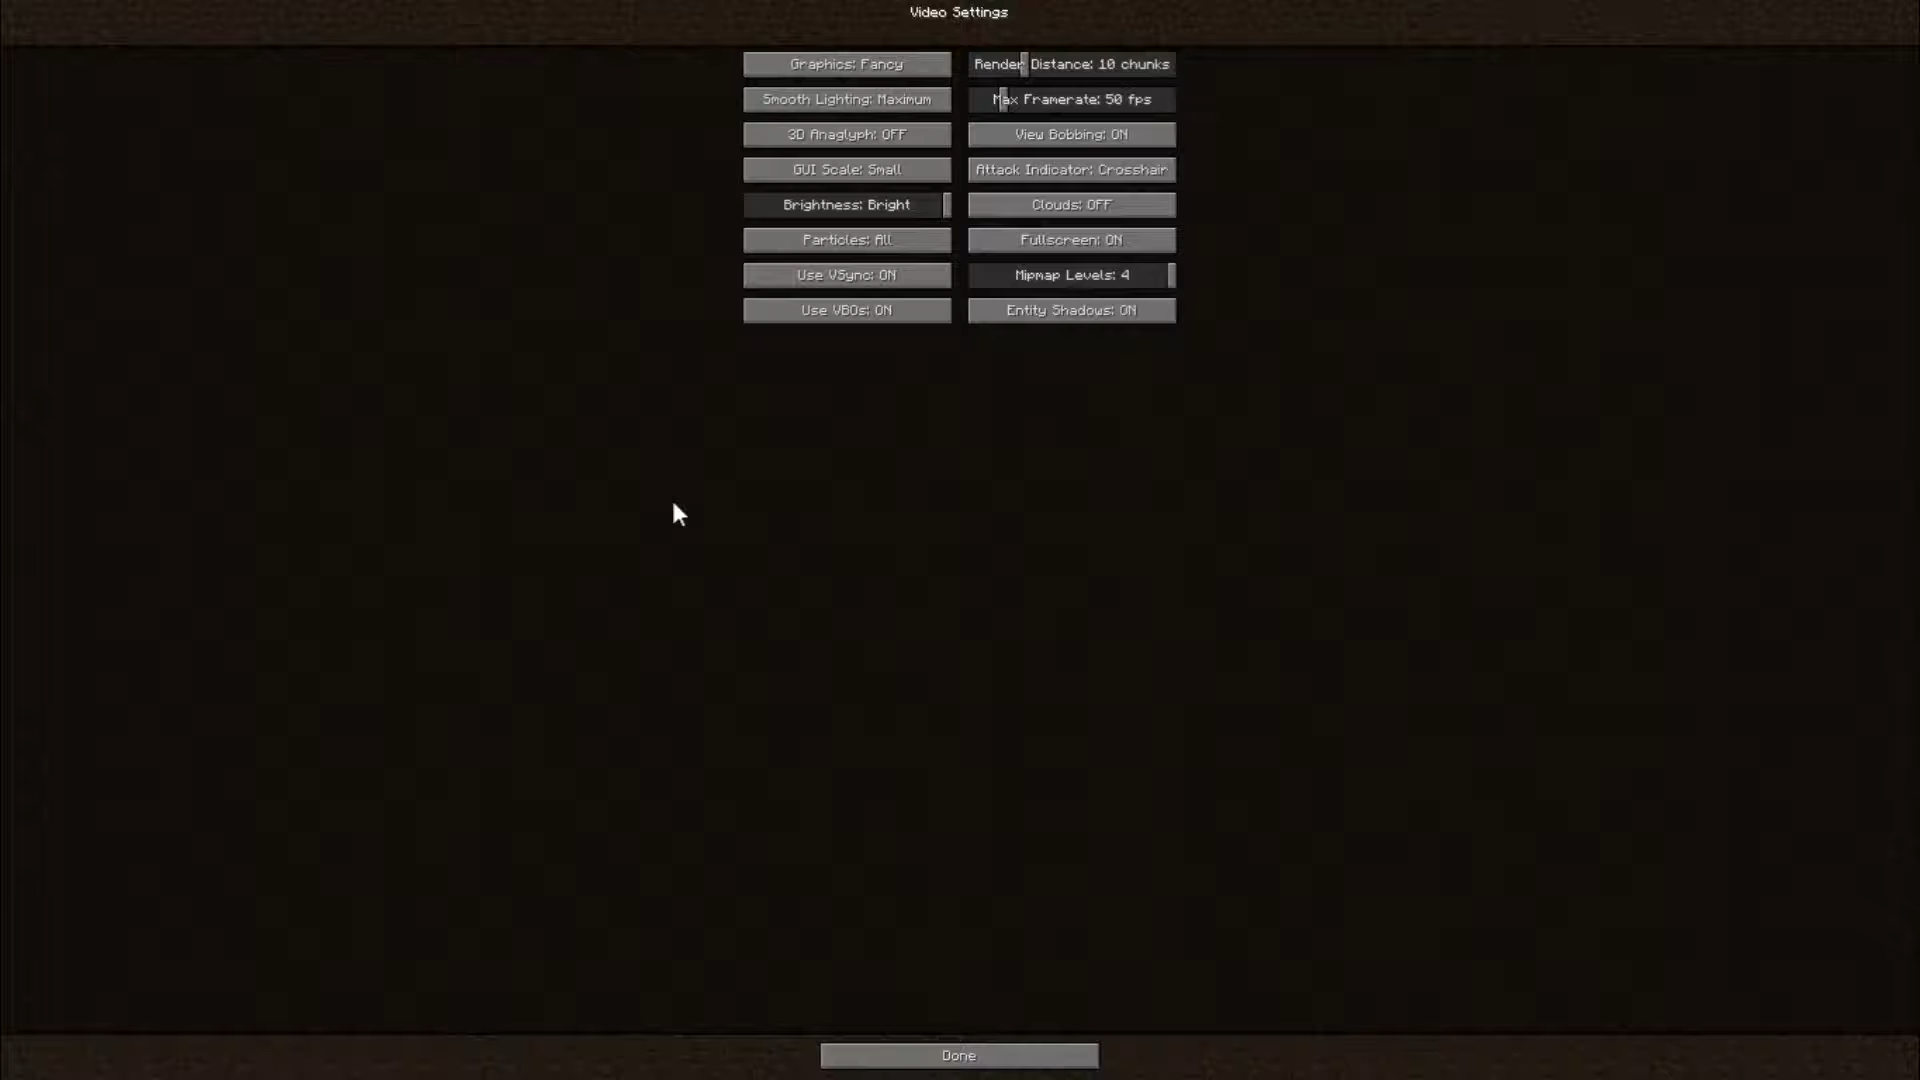 Video Settings
Graphics: Fancy
Render Distance: 10 chunks
Smooth Lighting: Maximum
Max Framerate: 50 fps
3D Anaglyph: OFF
View Bobbing: ON
GUI Scale: Small
Attack Indicator: Crosshair
Brightness: Bright
Clouds: OFF
Particles: All
Fullscreen: ON
Use VSync: ON
Mipmap Levels: 4
Use VBOs: ON
Entity Shadows: ON
Done